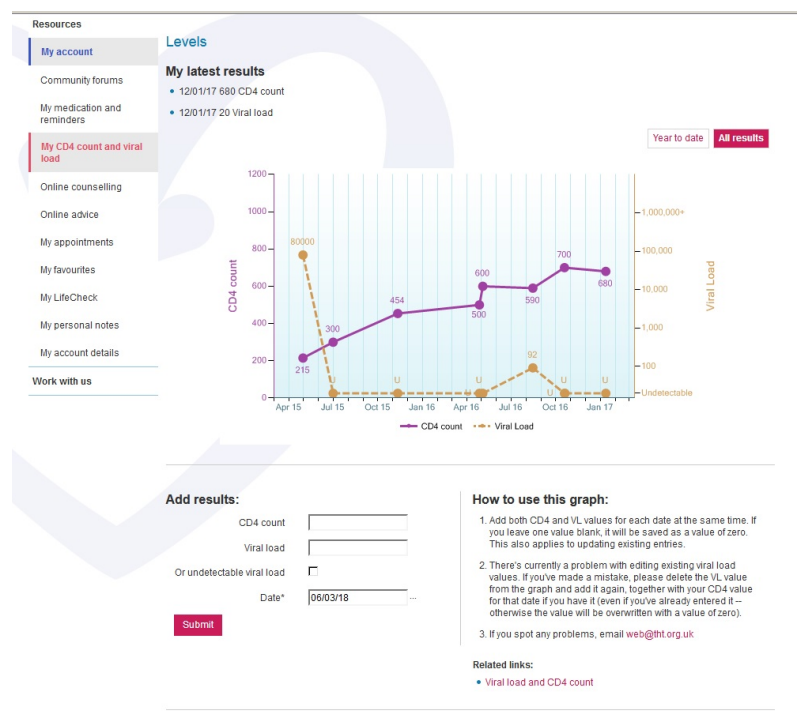 Resources
My account
Community forums
My medication and
reminders
My CD4 count and viral
load
Online counselling
Online advice
My appointments
My favourites
My LifeCheck
My personal notes
My account details
Work with us
Levels
My latest results
12/01/17 680 CD4 count
12/01/17 20 Viral load
Year to date
All results
1200
1000
800
600
400
200
0
CD4 count
80000
215
300
454
600
500
590
700
680
U
U
U
U
92
U
U
U
1,000,000+
100,000
10,000
1,000
100
Undetectable
Viral Load
Apr 15
Jul 15
Oct 15
Jan 16
Apr 16
Jul 16
Oct 16
Jan 17
CD4 count
Viral Load
Add results:
CD4 count
Viral load
Or undetectable viral load
Date*
06/03/18
...
Submit
How to use this graph:
1. Add both CD4 and VL values for each date at the same time. If
you leave one value blank, it will be saved as a value of zero.
This also applies to updating existing entries.
2. There's currently a problem with editing existing viral load
values. If you've made a mistake, please delete the VL value
from the graph and add it again, together with your CD4 value
for that date if you have it (even if you've already entered it –
otherwise the value will be overwritten with a value of zero).
3. If you spot any problems, email web@tht.org.uk
Related links:
Viral load and CD4 count